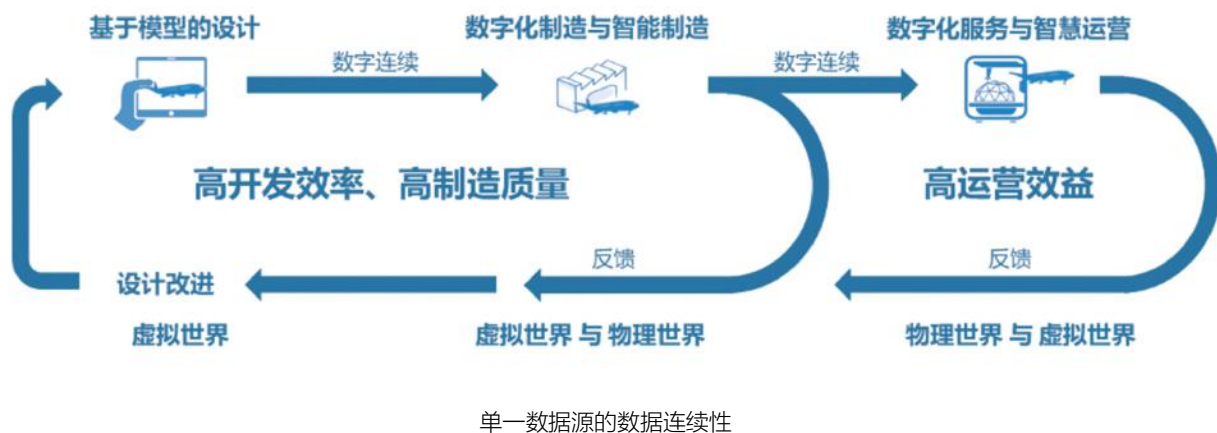 基于模型的设计
数字化制造与智能制造
数字化服务与智慧运营
数字连续
数字连续
高开发效率、高制造质量
高运营效益
反馈
反馈
设计改进
虚拟世界
虚拟世界 与 物理世界
物理世界 与 虚拟世界
单一数据源的数据连续性